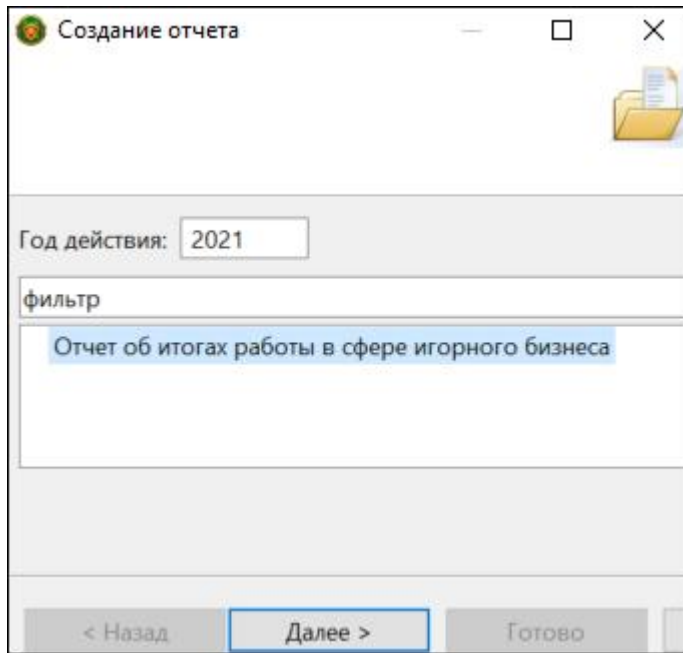 Создание отчета
Год действия: 2021
фильтр
Отчет об итогах работы в сфере игорного бизнеса
< Назад Далее > Готово